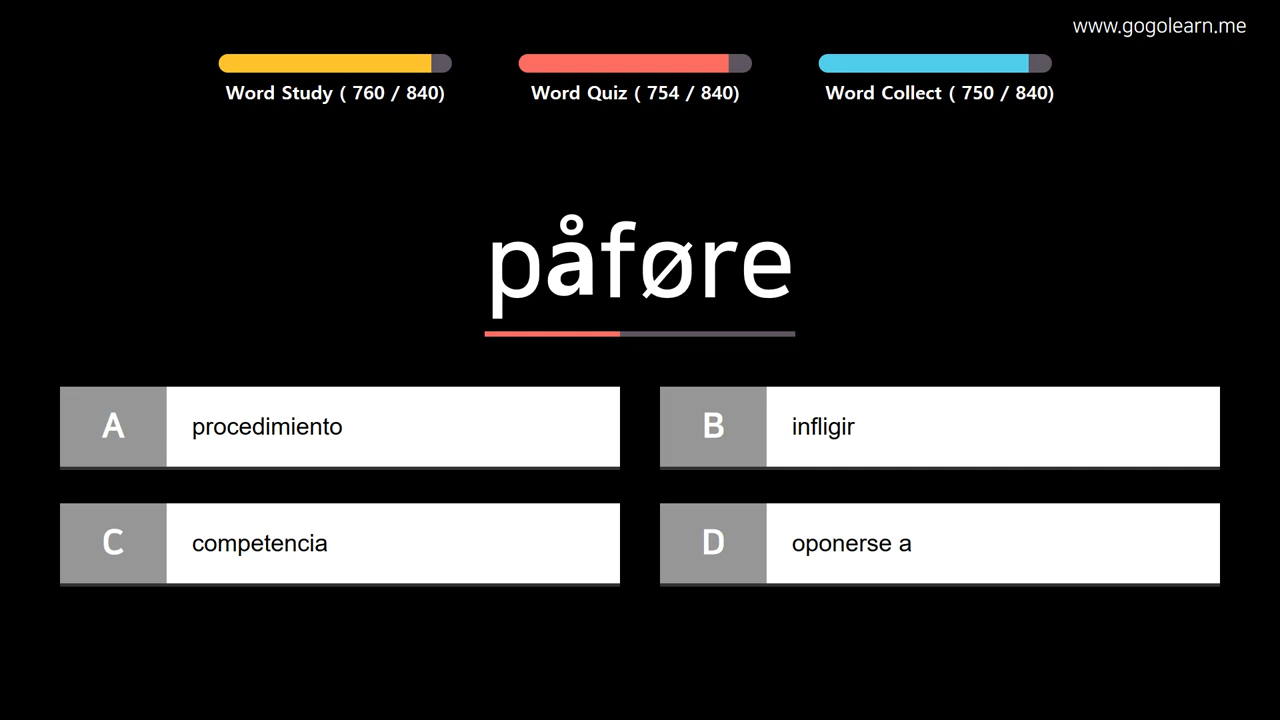 www.gogolearn.me
Word Study ( 760 / 840)
Word Quiz ( 754 / 840)
Word Collect ( 750 / 840)
påføre
A procedimiento
B infligir
C competencia
D oponerse a